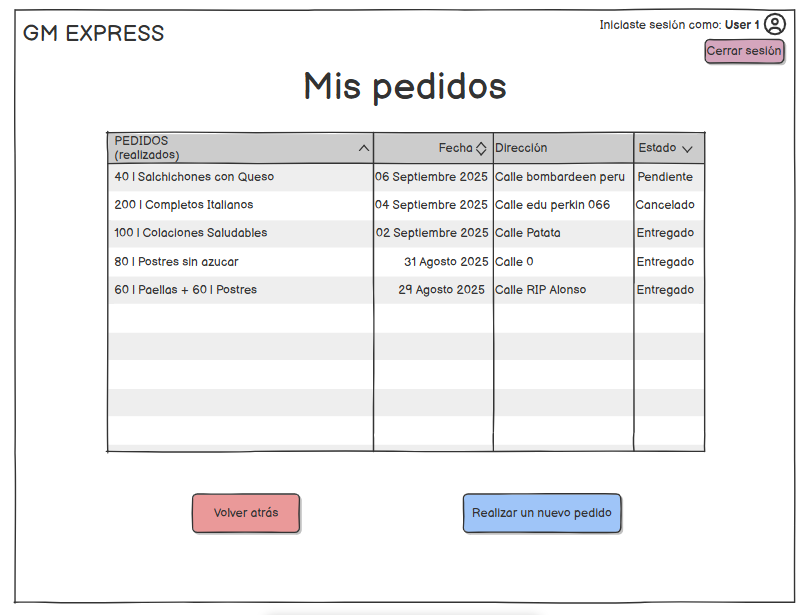 GM EXPRESS
Iniciaste sesión como: User 1
Cerrar sesión
Mis pedidos
PEDIDOS
(realizados)
Fecha
Dirección
Estado
40 | Salchichones con Queso
06 Septiembre 2025
Calle bombardeen peru
Pendiente
200 | Completos Italianos
04 Septiembre 2025
Calle edu perkin 066
Cancelado
100 | Colaciones Saludables
02 Septiembre 2025
Calle Patata
Entregado
80 | Postres sin azucar
31 Agosto 2025
Calle 0
Entregado
60 | Paellas + 60 | Postres
29 Agosto 2025
Calle RIP Alonso
Entregado
Volver atrás
Realizar un nuevo pedido